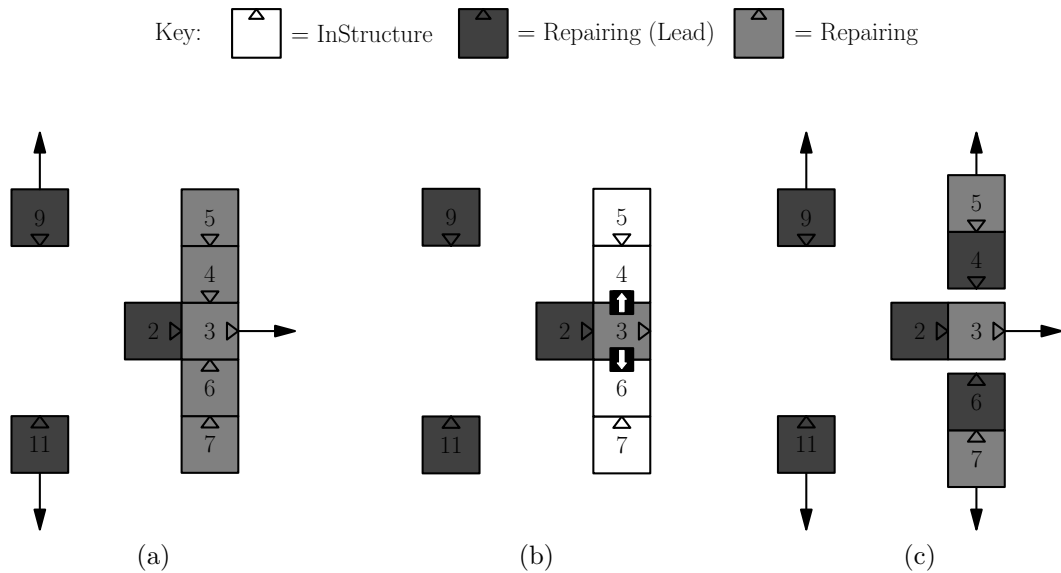 Key: = InStructure = Repairing (Lead) = Repairing
9 5 9 5 9 5
4 4 4
2 3 2 3 2 3
6 6 6
11 7 11 7 11 7
(a) (b) (c)